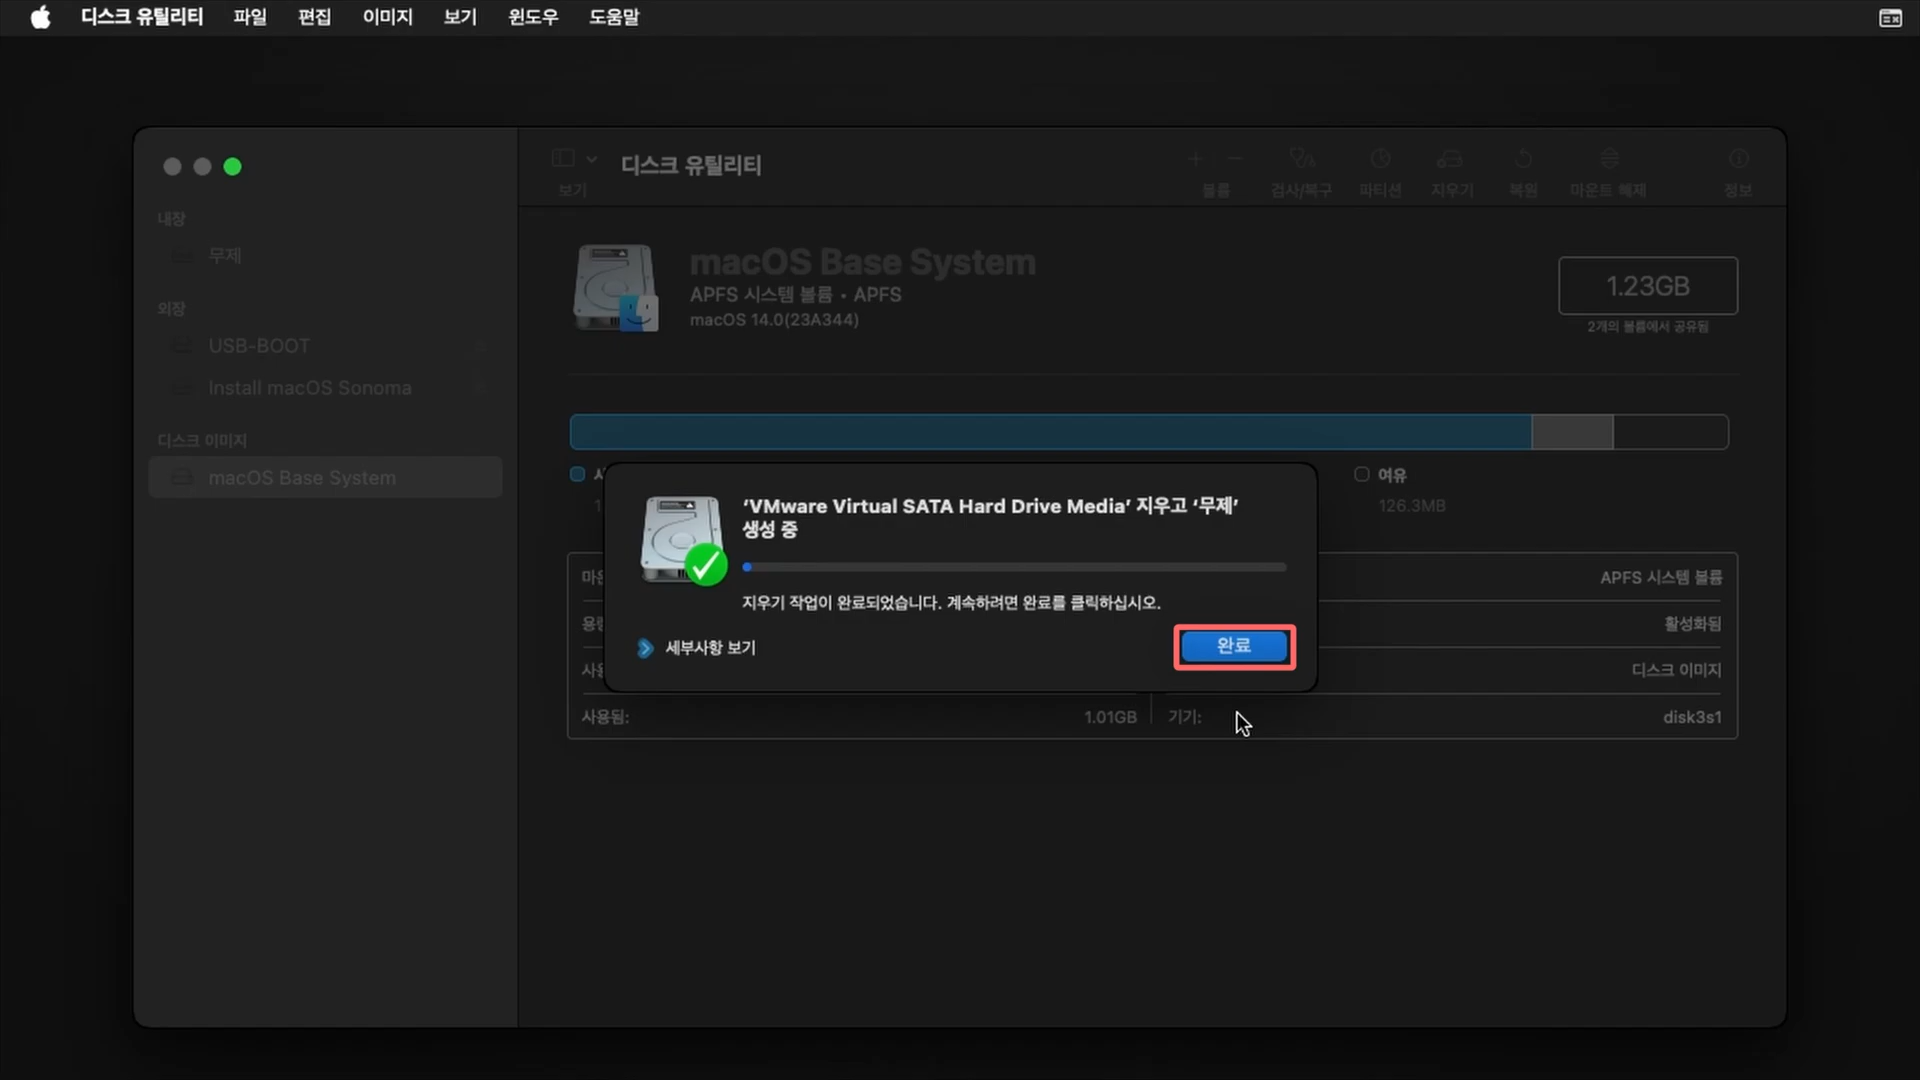 디스크 유틸리티 파일 편집 이미지 보기 윈도우 도움말
디스크 유틸리티
보기
볼륨 검사/복구 파티션 지우기 복원 마운트 해제 정보
내장
무제
외장
USB-BOOT
Install macOS Sonoma
디스크 이미지
macOS Base System
macOS Base System
APFS 시스템 볼륨 • APFS
macOS 14.0(23A344)
1.23GB
2개의 볼륨에서 공유됨
여유
126.3MB
‘VMware Virtual SATA Hard Drive Media’ 지우고 ‘무제’
생성 중
지우기 작업이 완료되었습니다. 계속하려면 완료를 클릭하십시오.
세부사항 보기
완료
APFS 시스템 볼륨
활성화됨
디스크 이미지
사용됨: 1.01GB
기기: disk3s1